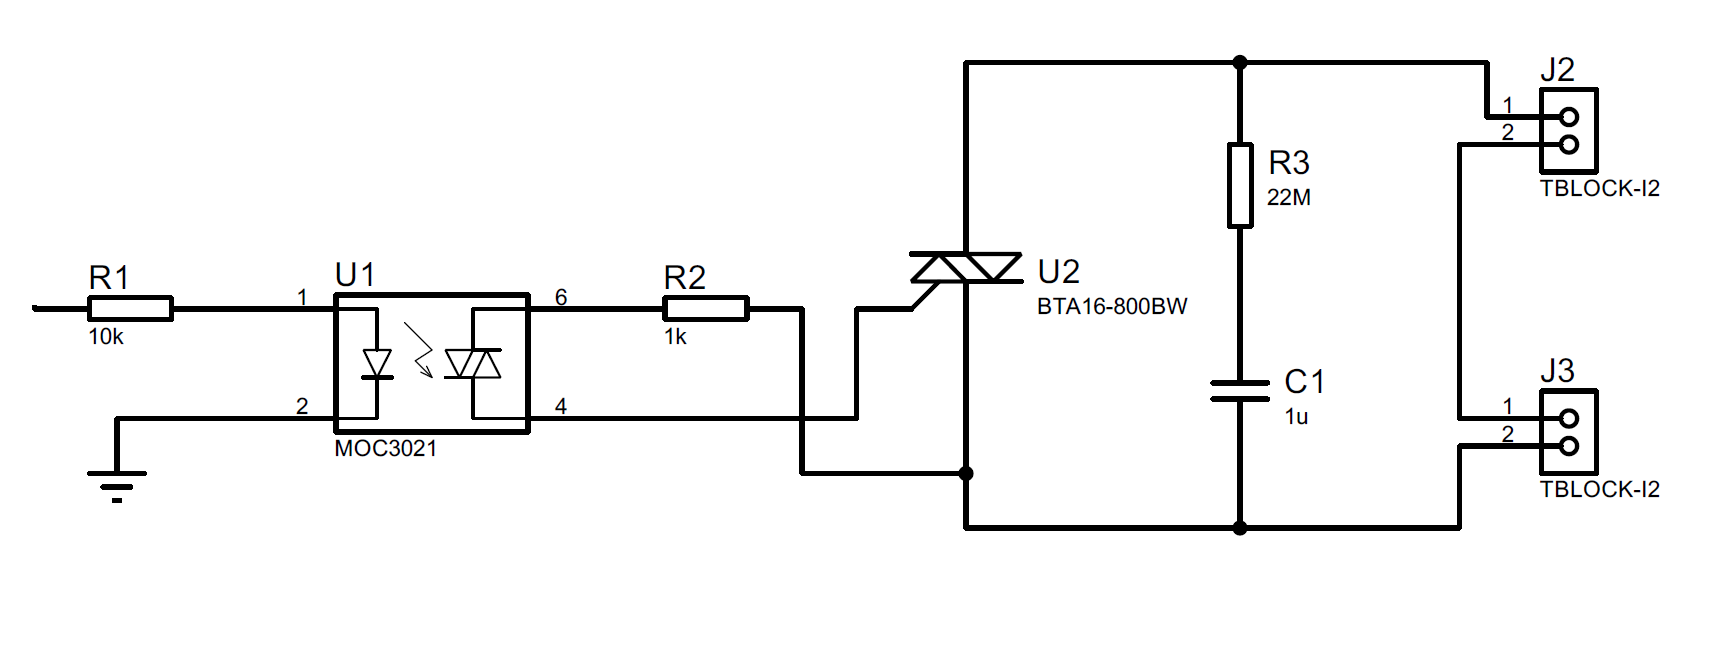 J2
1
2
TBLOCK-I2
R3
22M
R1
10k
U1
1
2
6
4
MOC3021
R2
1k
U2
BTA16-800BW
C1
1u
J3
1
2
TBLOCK-I2